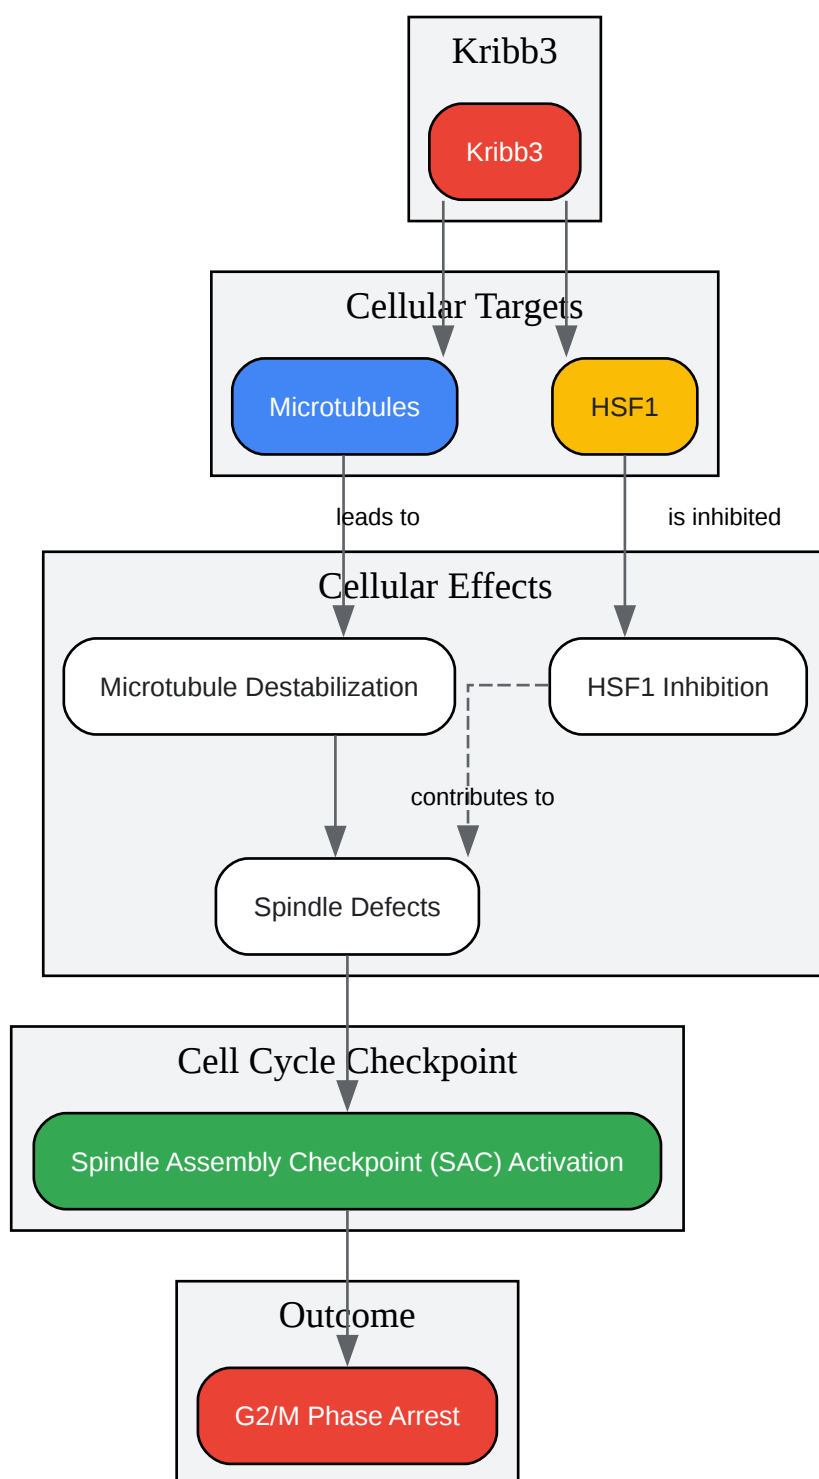 Kribb3
Kribb3
Cellular Targets
Microtubules
HSF1
leads to
is inhibited
Cellular Effects
Microtubule Destabilization
HSF1 Inhibition
contributes to
Spindle Defects
Cell Cycle Checkpoint
Spindle Assembly Checkpoint (SAC) Activation
Outcome
G2/M Phase Arrest